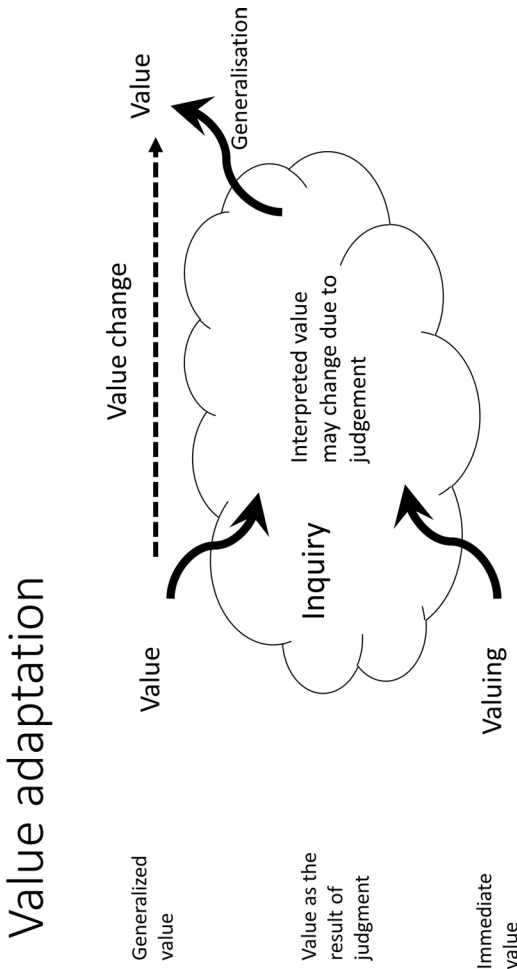 Value adaptation
Generalized
value
Value
Value change
Value
Generalisation
Value as the
result of
judgment
Inquiry
Interpreted value
may change due to
judgement
Immediate
value
Valuing